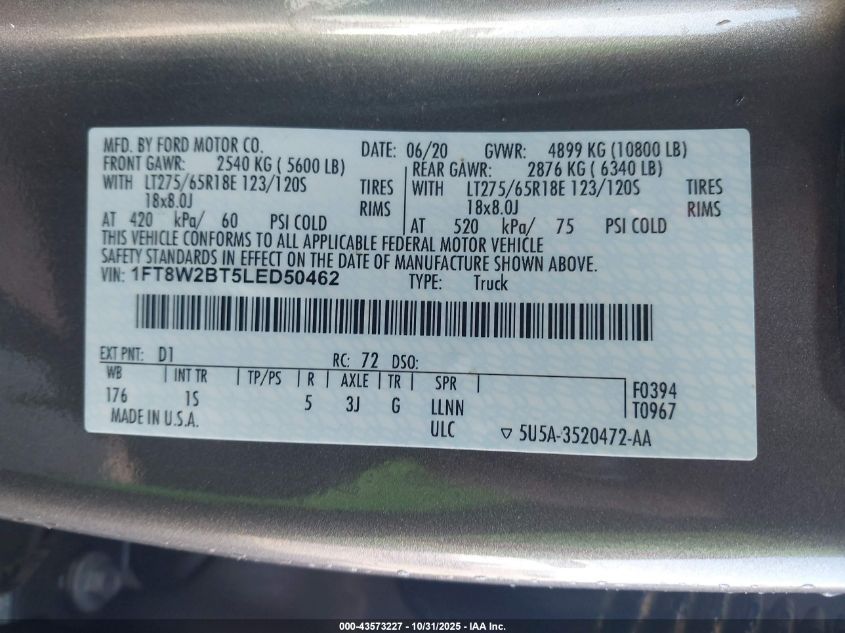 MFD. BY FORD MOTOR CO. DATE: 06/20 GVWR: 4899 KG (10800 LB)
FRONT GAWR: 2540 KG ( 5600 LB) REAR GAWR: 2876 KG ( 6340 LB)
WITH LT275/65R18E 123/120S TIRES WITH LT275/65R18E 123/120S TIRES
18x8.0J RIMS 18x8.0J RIMS
AT 420 kPa/ 60 PSI COLD AT 520 kPa/ 75 PSI COLD
THIS VEHICLE CONFORMS TO ALL APPLICABLE FEDERAL MOTOR VEHICLE
SAFETY STANDARDS IN EFFECT ON THE DATE OF MANUFACTURE SHOWN ABOVE.
VIN: 1FT8W2BT5LED50462 TYPE: Truck
EXT PNT: D1 RC: 72 DSO:
WB INT TR TP/PS R AXLE TR SPR F0394
176 1S 5 3J G LLNN T0967
MADE IN U.S.A. ULC ▽ 5U5A-3520472-AA
000-43573227 - 10/31/2025 - IAA Inc.